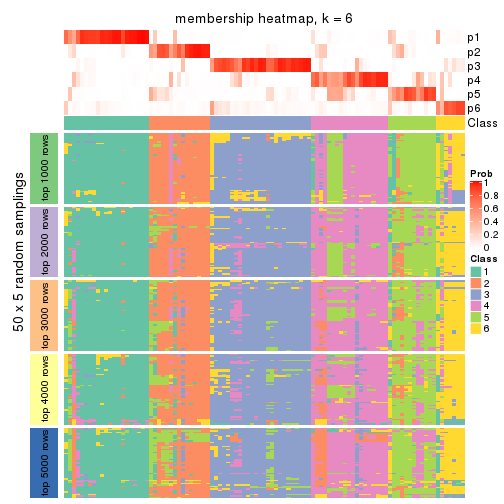 membership heatmap, k = 6
p1
p2
p3
p4
p5
p6
Class
50 x 5 random samplings
top 1000 rows
top 2000 rows
top 3000 rows
top 4000 rows
top 5000 rows
Prob
1
0.8
0.6
0.4
0.2
0
Class
1
2
3
4
5
6